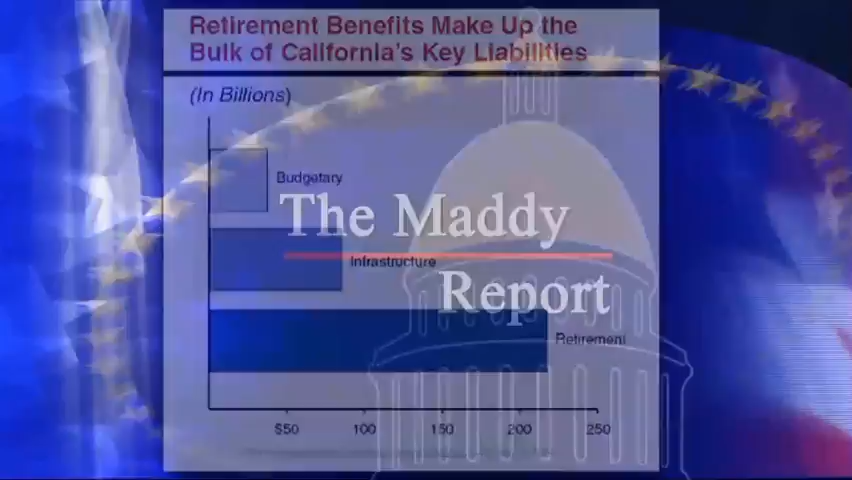 Retirement Benefits Make Up the
Bulk of California's Key Liabilities
(In Billions)
Budgetary
The Maddy
Infrastructure
Report
Retirement
$50 100 150 200 250